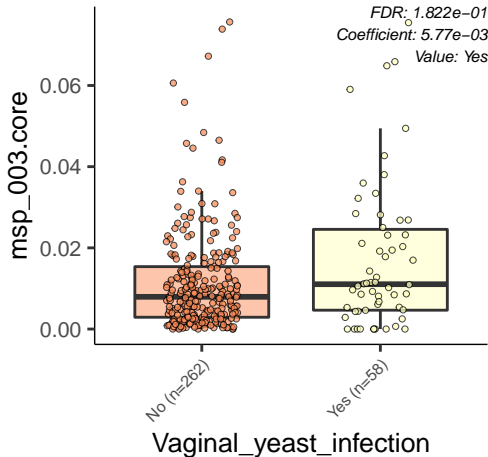 FDR: 1.822e−01
Coefficient: 5.77e−03
Value: Yes
msp_003.core
0.06
0.04
0.02
0.00
No (n=262)
Yes (n=58)
Vaginal_yeast_infection